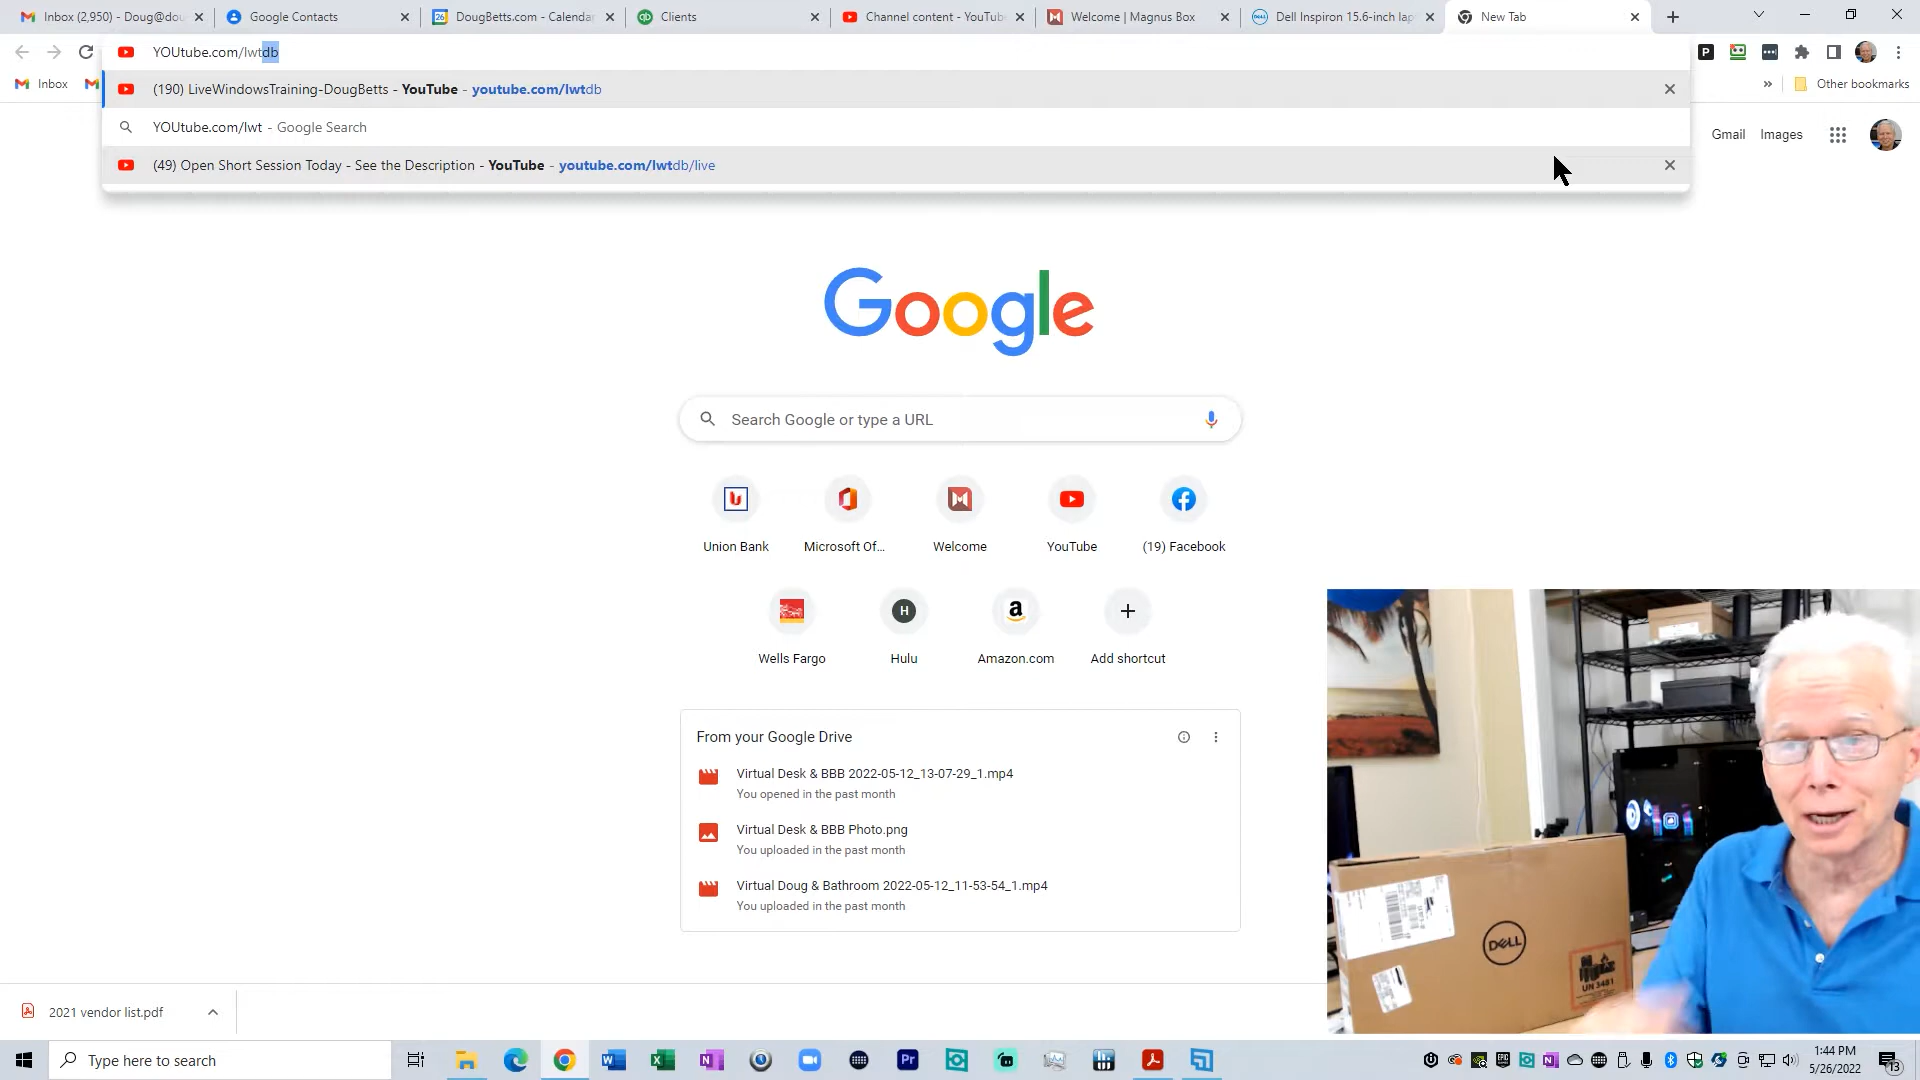 Inbox (2,950) - Doug@dou
Google Contacts
DougBetts.com - Calendar
Clients
Channel content - YouTube
Welcome | Magnus Box
Dell Inspiron 15.6-inch lap
New Tab
YOUtube.com/lwtdb
Inbox
Other bookmarks
(190) LiveWindowsTraining-DougBetts - YouTube - youtube.com/lwtdb
YOUtube.com/lwt - Google Search
(49) Open Short Session Today - See the Description - YouTube - youtube.com/lwtdb/live
Gmail
Images
Google
Search Google or type a URL
Union Bank
Microsoft Of...
Welcome
YouTube
(19) Facebook
H
a
Wells Fargo
Hulu
Amazon.com
Add shortcut
From your Google Drive
Virtual Desk & BBB 2022-05-12_13-07-29_1.mp4
You opened in the past month
Virtual Desk & BBB Photo.png
You uploaded in the past month
Virtual Doug & Bathroom 2022-05-12_11-53-54_1.mp4
You uploaded in the past month
DELL
UN 3481
2021 vendor list.pdf
Type here to search
1:44 PM
5/26/2022
13